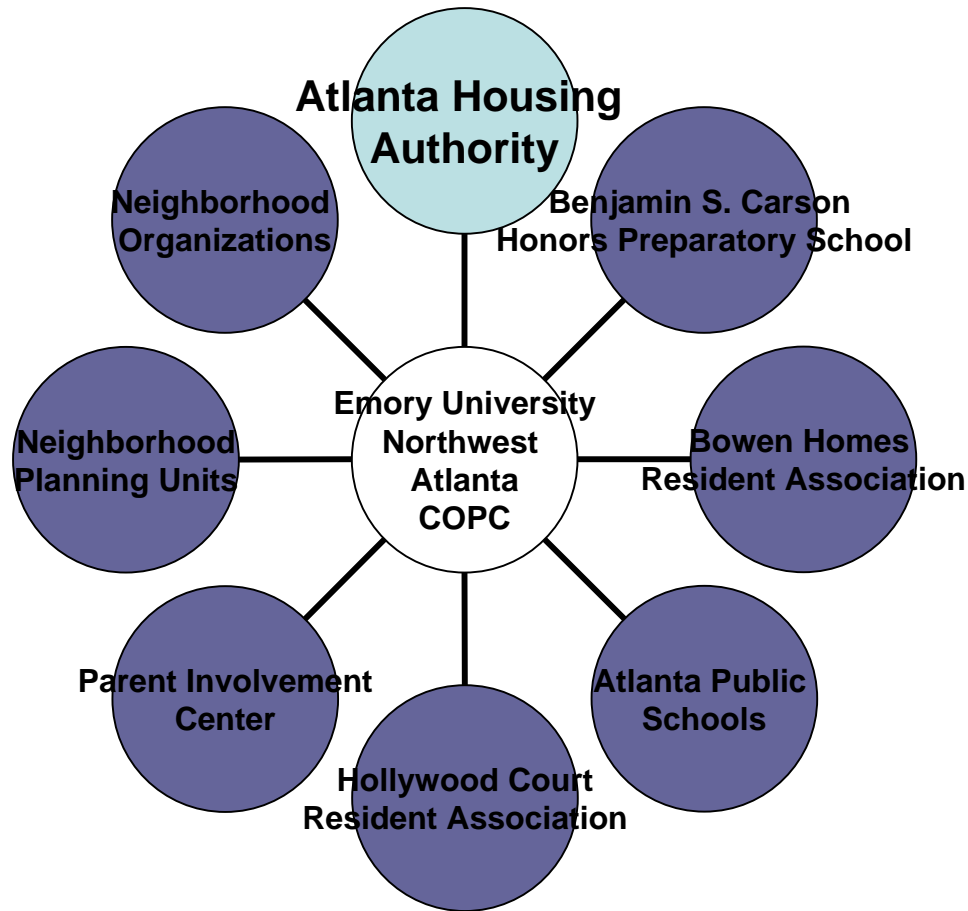 Atlanta Housing
Authority
Neighborhood
Organizations
Benjamin S. Carson
Honors Preparatory School
Emory University
Northwest
Atlanta
COPC
Neighborhood
Planning Units
Bowen Homes
Resident Association
Parent Involvement
Center
Atlanta Public
Schools
Hollywood Court
Resident Association